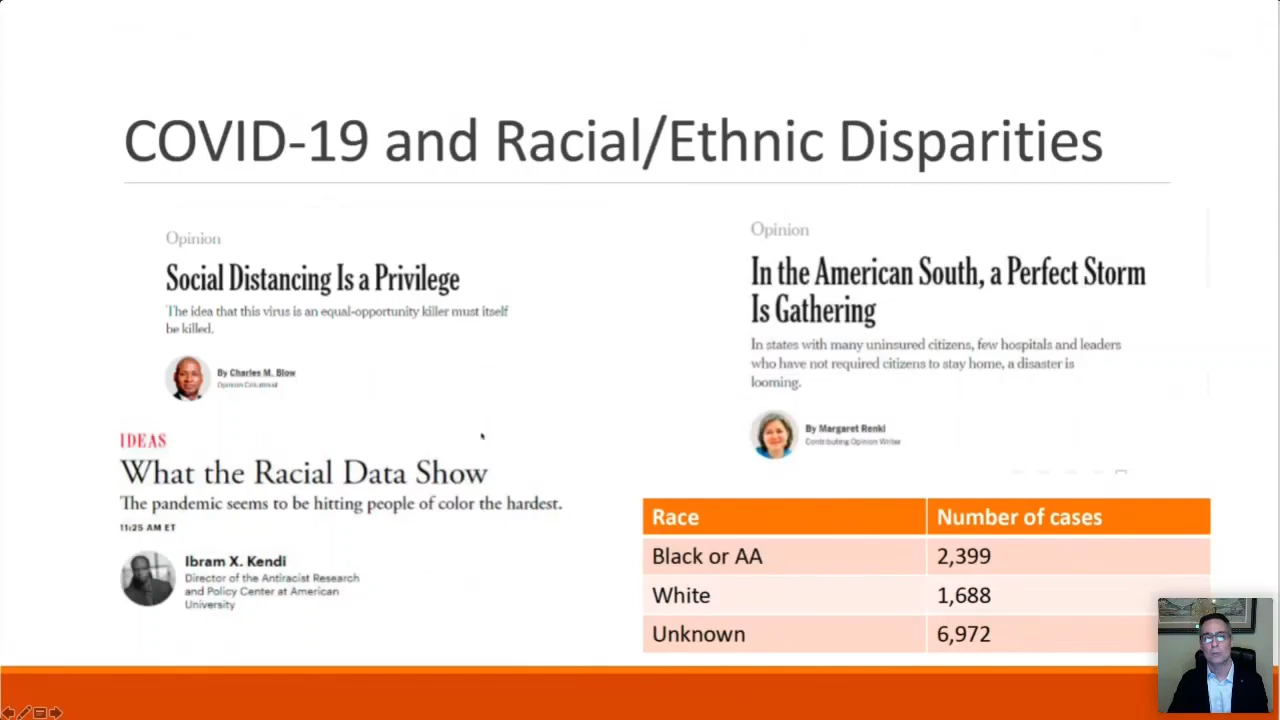 COVID-19 and Racial/Ethnic Disparities
Opinion
Social Distancing Is a Privilege
The idea that this virus is an equal-opportunity killer must itself
be killed.
By Charles M. Blow
Opinion Columnist
IDEAS
What the Racial Data Show
The pandemic seems to be hitting people of color the hardest.
11:25 AM ET
Ibram X. Kendi
Director of the Antiracist Research
and Policy Center at American
University
Opinion
In the American South, a Perfect Storm
Is Gathering
In states with many uninsured citizens, few hospitals and leaders
who have not required citizens to stay home, a disaster is
looming.
By Margaret Renkl
Contributing Opinion Writer
Race Number of cases
Black or AA 2,399
White 1,688
Unknown 6,972